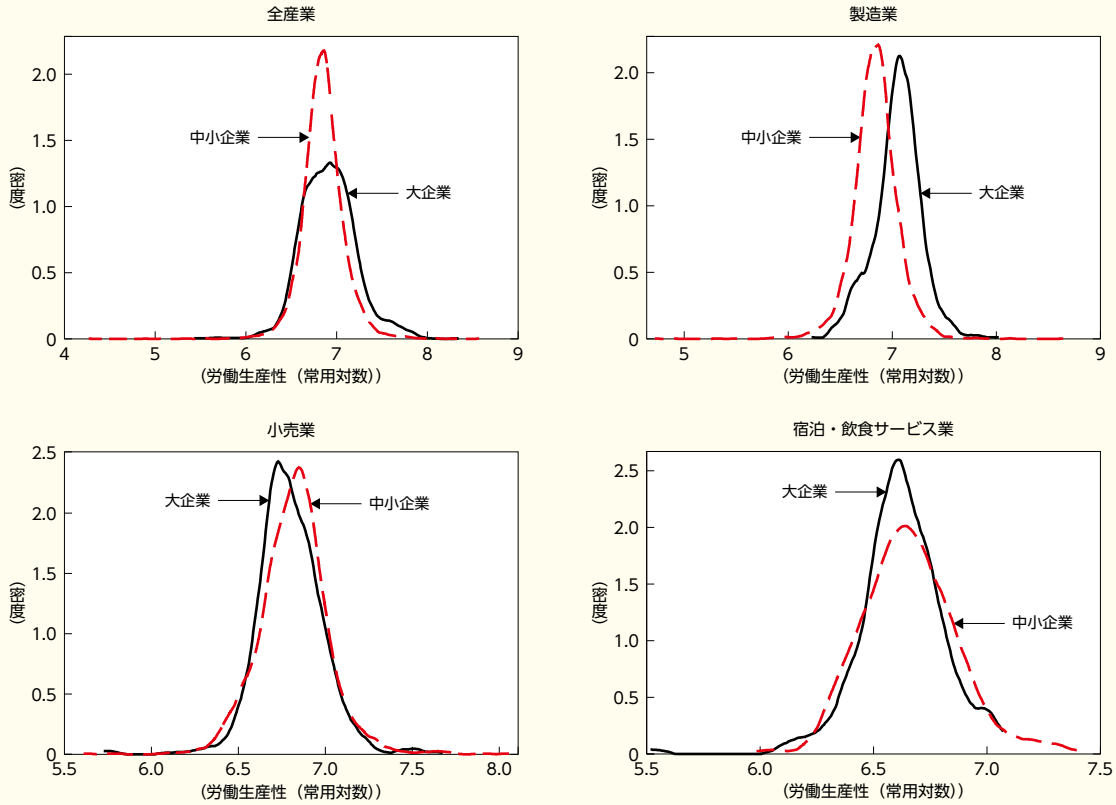 全産業
(密度)
2.0
1.5
1.0
0.5
0
中小企業
大企業
4 5 6 7 8 9
(労働生産性(常用対数))
製造業
(密度)
2.0
1.5
1.0
0.5
0
中小企業
大企業
5 6 7 8 9
(労働生産性(常用対数))
小売業
(密度)
2.5
2.0
1.5
1.0
0.5
0
大企業
中小企業
5.5 6.0 6.5 7.0 7.5 8.0
(労働生産性(常用対数))
宿泊・飲食サービス業
(密度)
2.5
2.0
1.5
1.0
0.5
0
大企業
中小企業
5.5 6.0 6.5 7.0 7.5
(労働生産性(常用対数))